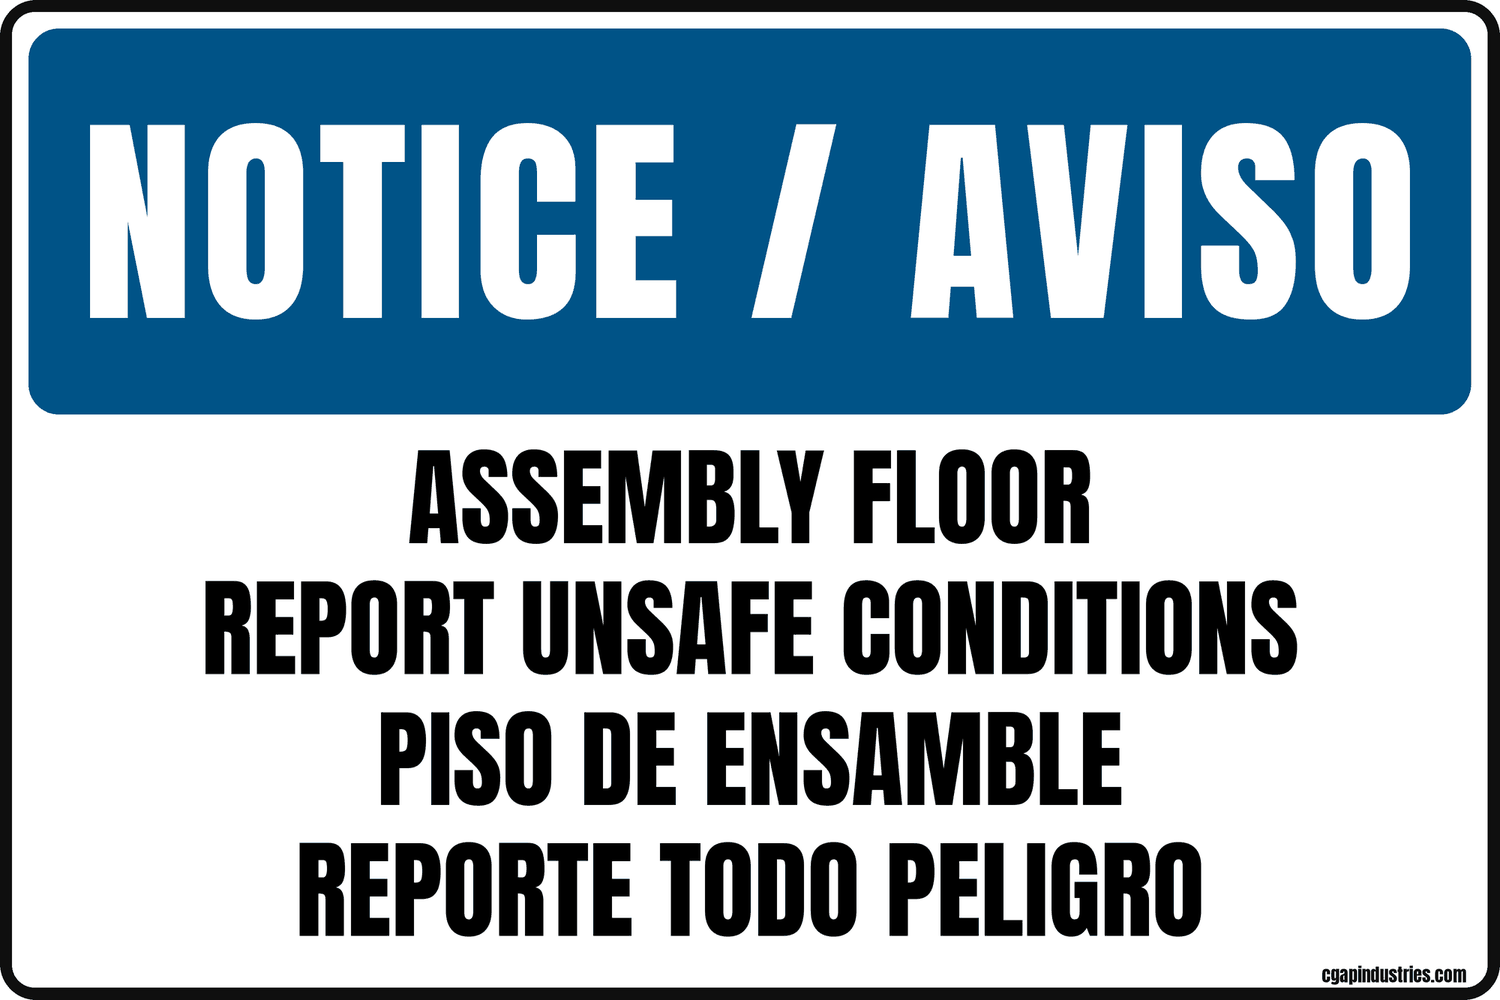 NOTICE / AVISO
ASSEMBLY FLOOR
REPORT UNSAFE CONDITIONS
PISO DE ENSAMBLE
REPORTE TODO PELIGRO
cgapindustries.com